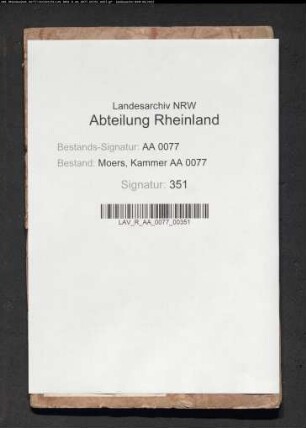 Landesarchiv NRW
Abteilung Rheinland
Bestands-Signatur: AA 0077
Bestand: Moers, Kammer AA 0077
Signatur: 351
LAV_R_AA_0077_00351